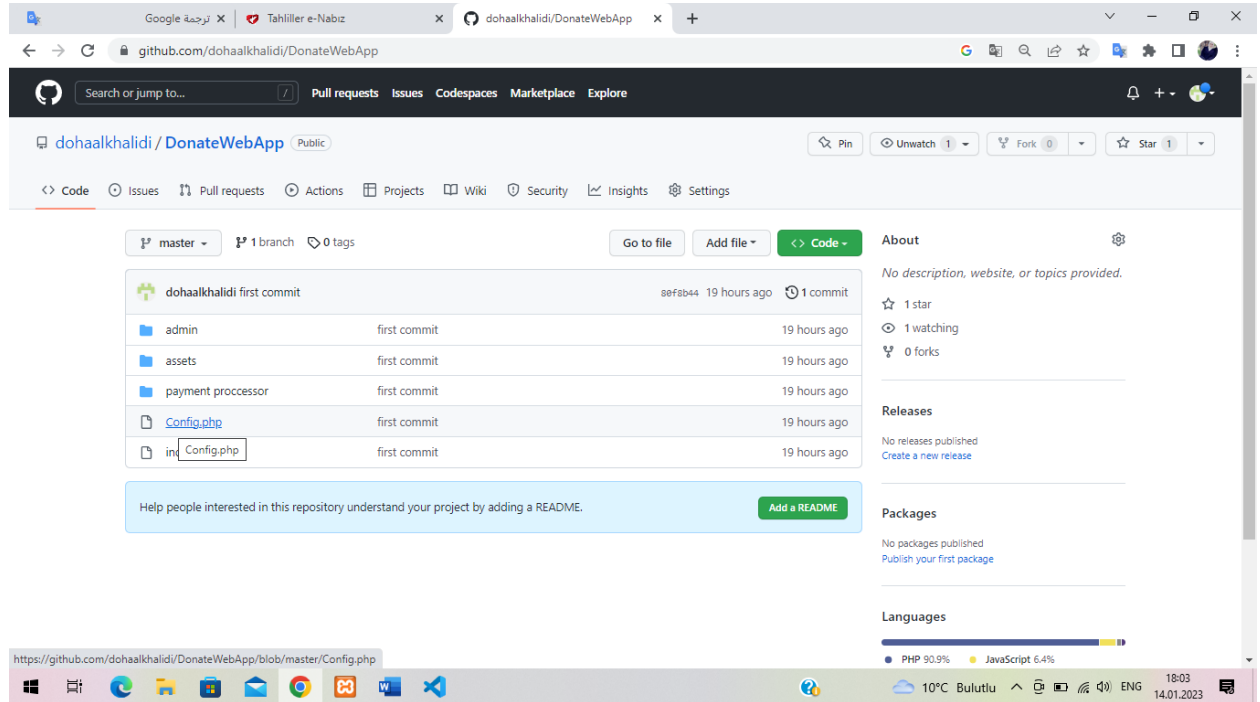 ترجمة Google
Tahliller e-Nabız
dohaalkhalidi/DonateWebApp
github.com/dohaalkhalidi/DonateWebApp
Search or jump to...
/
Pull requests Issues Codespaces Marketplace Explore
dohaalkhalidi / DonateWebApp Public
Pin
Unwatch 1
Fork 0
Star 1
Code Issues Pull requests Actions Projects Wiki Security Insights Settings
master 1 branch 0 tags
Go to file Add file Code
dohaalkhalidi first commit 8ef8b44 19 hours ago 1 commit
admin first commit 19 hours ago
assets first commit 19 hours ago
payment proccessor first commit 19 hours ago
Config.php first commit 19 hours ago
Config.php
first commit 19 hours ago
Help people interested in this repository understand your project by adding a README.
Add a README
About
No description, website, or topics provided.
1 star
1 watching
0 forks
Releases
No releases published
Create a new release
Packages
No packages published
Publish your first package
Languages
PHP 90.9% JavaScript 6.4%
https://github.com/dohaalkhalidi/DonateWebApp/blob/master/Config.php
10°C Bulutlu
ENG
18:03
14.01.2023